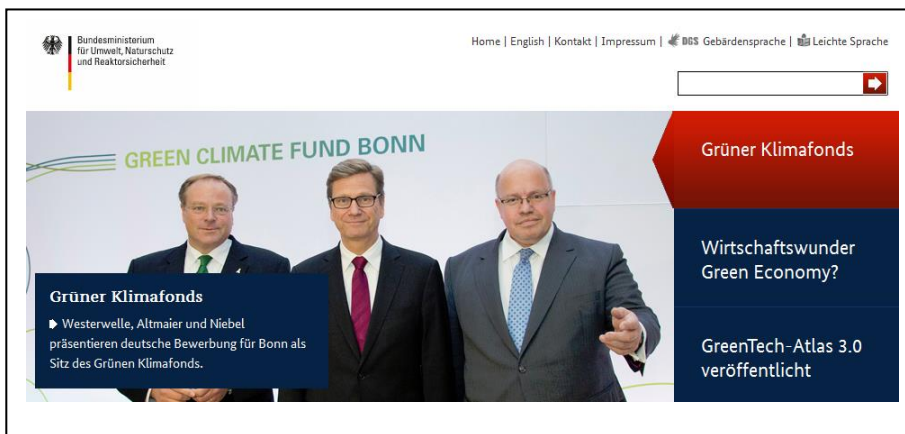 Bundesministerium
für Umwelt, Naturschutz
und Reaktorsicherheit
Home | English | Kontakt | Impressum | DGS Gebärdensprache | Leichte Sprache
GREEN CLIMATE FUND BONN
Grüner Klimafonds
Westerwelle, Altmaier und Niebel
präsentieren deutsche Bewerbung für Bonn als
Sitz des Grünen Klimafonds.
Grüner Klimafonds
Wirtschaftswunder
Green Economy?
GreenTech-Atlas 3.0
veröffentlicht